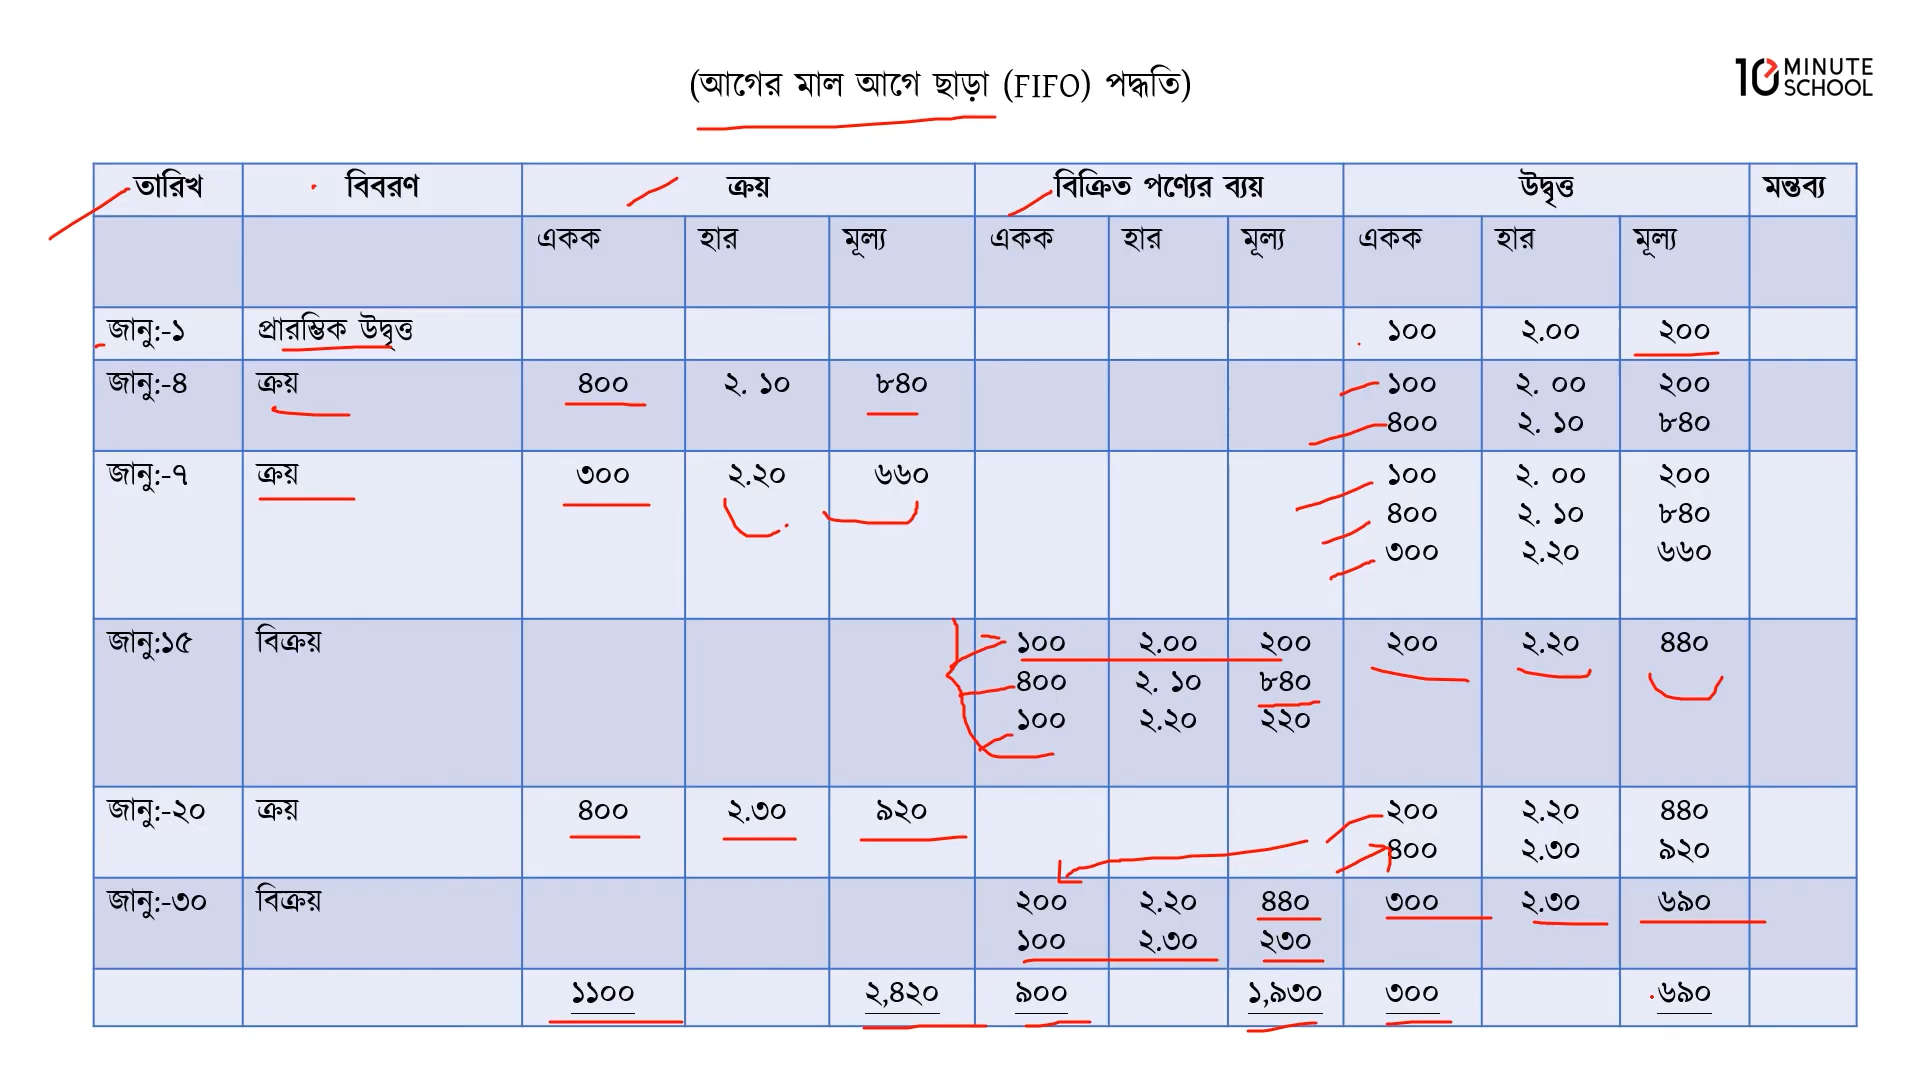 (আগের মাল আগে ছাড়া (FIFO) পদ্ধতি)
10 MINUTE SCHOOL
তারিখ বিবরণ ক্রয় বিক্রিত পণ্যের ব্যয় উদ্বৃত্ত মন্তব্য
একক হার মূল্য একক হার মূল্য একক হার মূল্য
জানু:-১ প্রারম্ভিক উদ্বৃত্ত ১০০ ২.০০ ২০০
জানু:-৪ ক্রয় ৪০০ ২. ১০ ৮৪০ ১০০ ২. ০০ ২০০
৪০০ ২. ১০ ৮৪০
জানু:-৭ ক্রয় ৩০০ ২.২০ ৬৬০ ১০০ ২. ০০ ২০০
৪০০ ২. ১০ ৮৪০
৩০০ ২.২০ ৬৬০
জানু:১৫ বিক্রয় ১০০ ২.০০ ২০০ ২০০ ২.২০ ৪৪০
৪০০ ২. ১০ ৮৪০
১০০ ২.২০ ২২০
জানু:-২০ ক্রয় ৪০০ ২.৩০ ৯২০ ২০০ ২.২০ ৪৪০
৪০০ ২.৩০ ৯২০
জানু:-৩০ বিক্রয় ২০০ ২.২০ ৪৪০ ৩০০ ২.৩০ ৬৯০
১০০ ২.৩০ ২৩০
১১০০ ২,৪২০ ৯০০ ১,৯৩০ ৩০০ ৬৯০